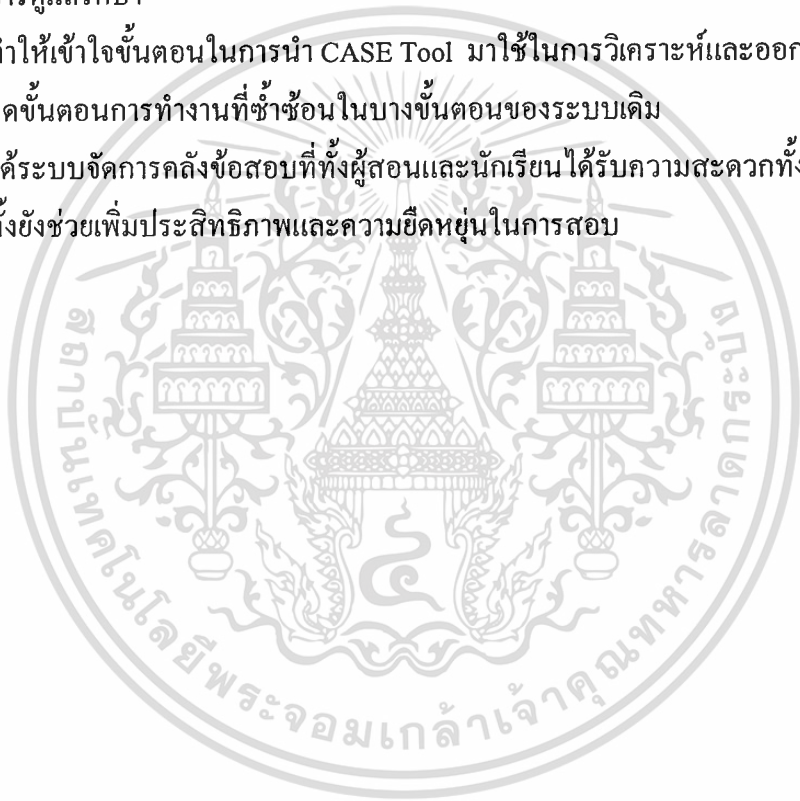 ทำให้เข้าใจขั้นตอนในการนำ CASE Tool มาใช้ในการวิเคราะห์และออก
ขั้นตอนการทำงานที่ซ้ำซ้อนในบางขั้นตอนของระบบเดิม
ระบบจัดการคลังข้อสอบที่ทั้งผู้สอนและนักเรียนได้รับความสะดวกทั้ง
ยังช่วยเพิ่มประสิทธิภาพและความยืดหยุ่นในการสอบ
สถาบันเทคโนโลยีพระจอมเกล้าเจ้าคุณทหารลาดกระบัง